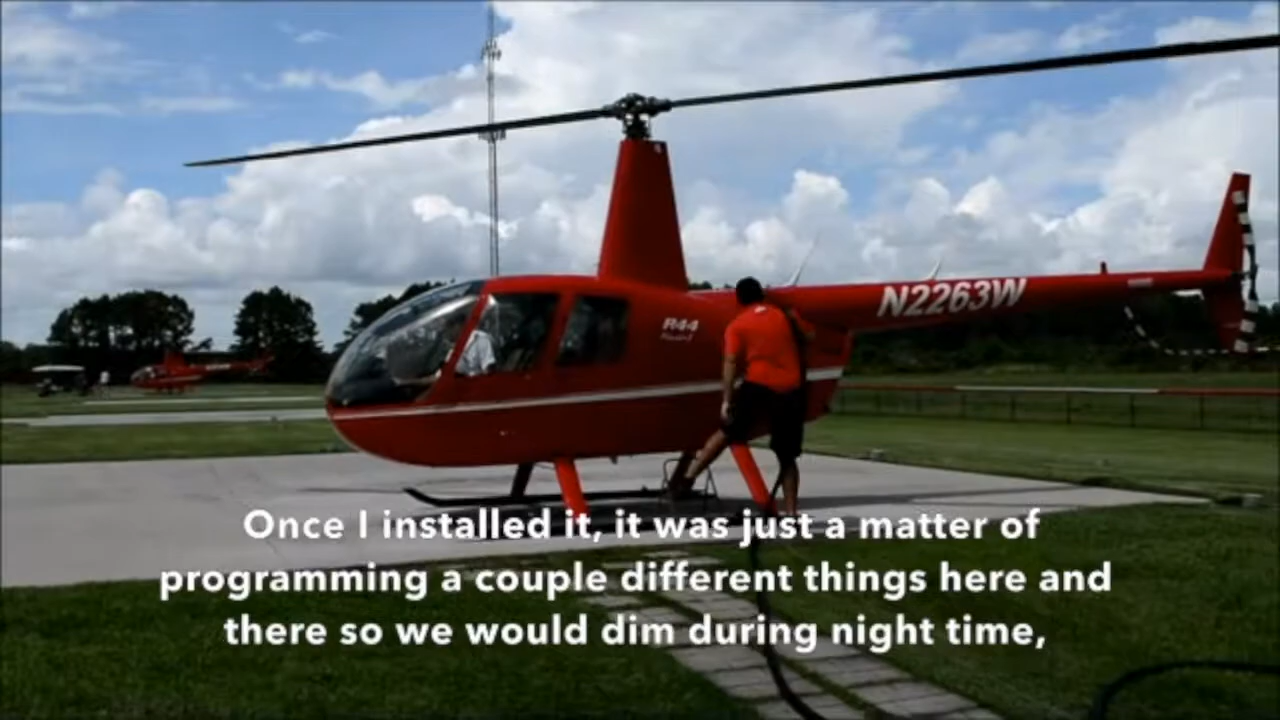 N2263W
R44
Once I installed it, it was just a matter of
programming a couple different things here and
there so we would dim during night time,